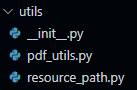 utils
__init__.py
pdf_utils.py
resource_path.py